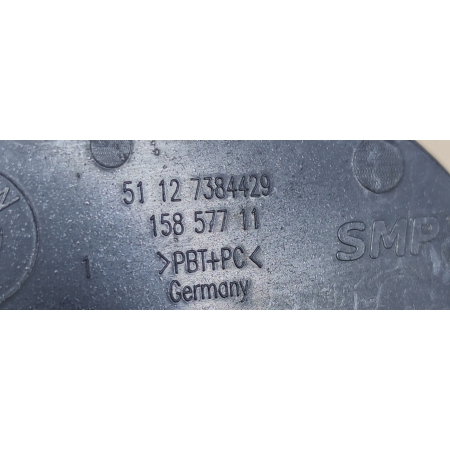 51 12 7384429
158 577 11
>PBT+PC<
Germany
1
SMP